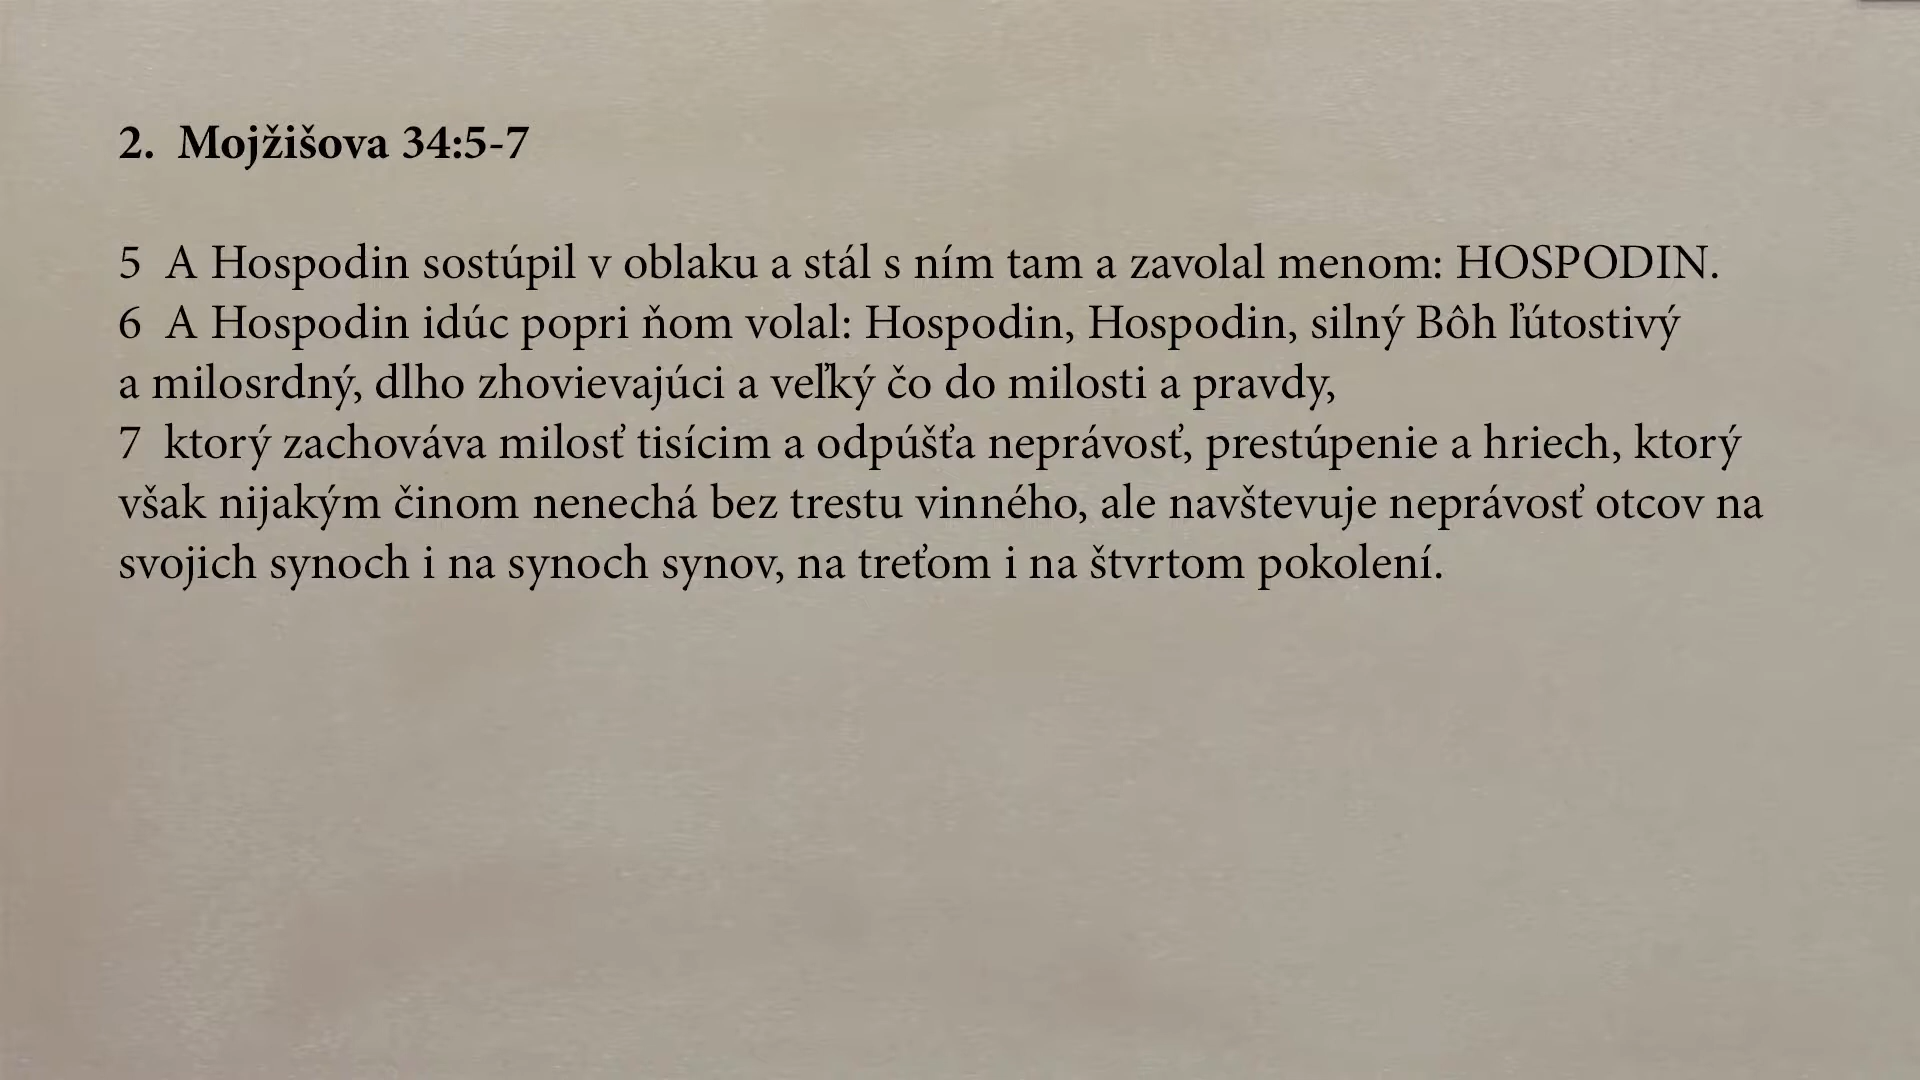 2. Mojžišova 34:5-7
5 A Hospodin sostúpil v oblaku a stál s ním tam a zavolal menom: HOSPODIN.
6 A Hospodin idúc popri ňom volal: Hospodin, Hospodin, silný Bôh ľútostivý
a milosrdný, dlho zhovievajúci a veľký čo do milosti a pravdy,
7 ktorý zachováva milosť tisícim a odpúšťa neprávosť, prestúpenie a hriech, ktorý
však nijakým činom nenechá bez trestu vinného, ale navštevuje neprávosť otcov na
svojich synoch i na synoch synov, na treťom i na štvrtom pokolení.